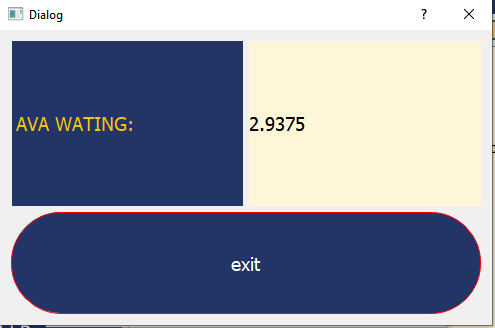 Dialog
AVA WATING:
2.9375
exit